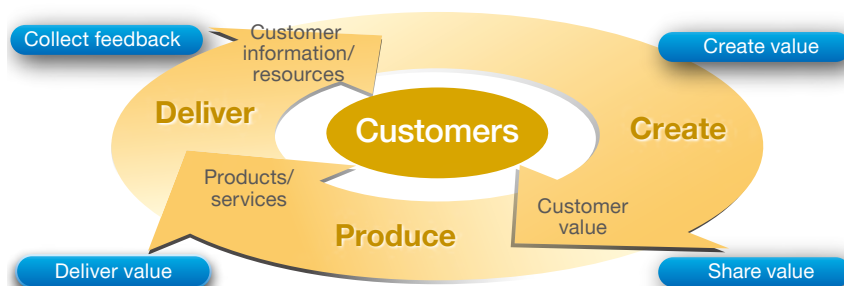 Collect feedback
Customer
information/
resources
Create value
Deliver
Customers
Create
Products/
services
Customer
value
Produce
Deliver value
Share value